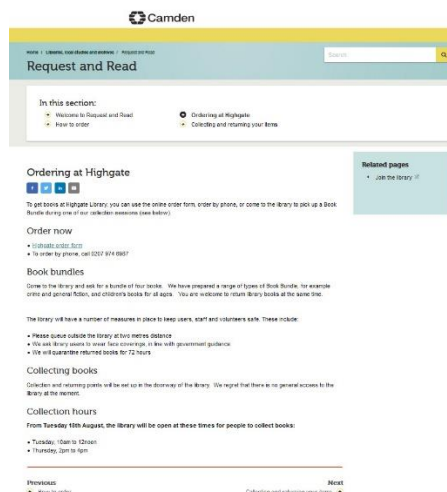 Camden
Home / Libraries, local studies and archives / Request and Read
Request and Read
Search
In this section:
Welcome to Request and Read
How to order
Ordering at Highgate
Collecting and returning your items
Ordering at Highgate
Related pages
Join the library
To get books at Highgate Library, you can use the online order form, order by phone, or come to the library to pick up a Book
Bundle during one of our collection sessions (see below)
Order now
Highgate order form
To order by phone, call 0207 974 6987
Book bundles
Come to the library and ask for a bundle of four books. We have prepared a range of types of Book Bundle, for example
crime and general fiction, and children's books for all ages. You are welcome to return library books at the same time.
The library will have a number of measures in place to keep users, staff and volunteers safe. These include:
Please queue outside the library at two metres distance
We ask library users to wear face coverings, in line with government guidance
We will quarantine returned books for 72 hours
Collecting books
Collection and returning points will be set up in the doorway of the library. We regret that there is no general access to the
library at the moment.
Collection hours
From Tuesday 18th August, the library will be open at these times for people to collect books:
Tuesday, 10am to 12noon
Thursday, 2pm to 4pm
Previous
Next
How to order
Collecting and returning your items